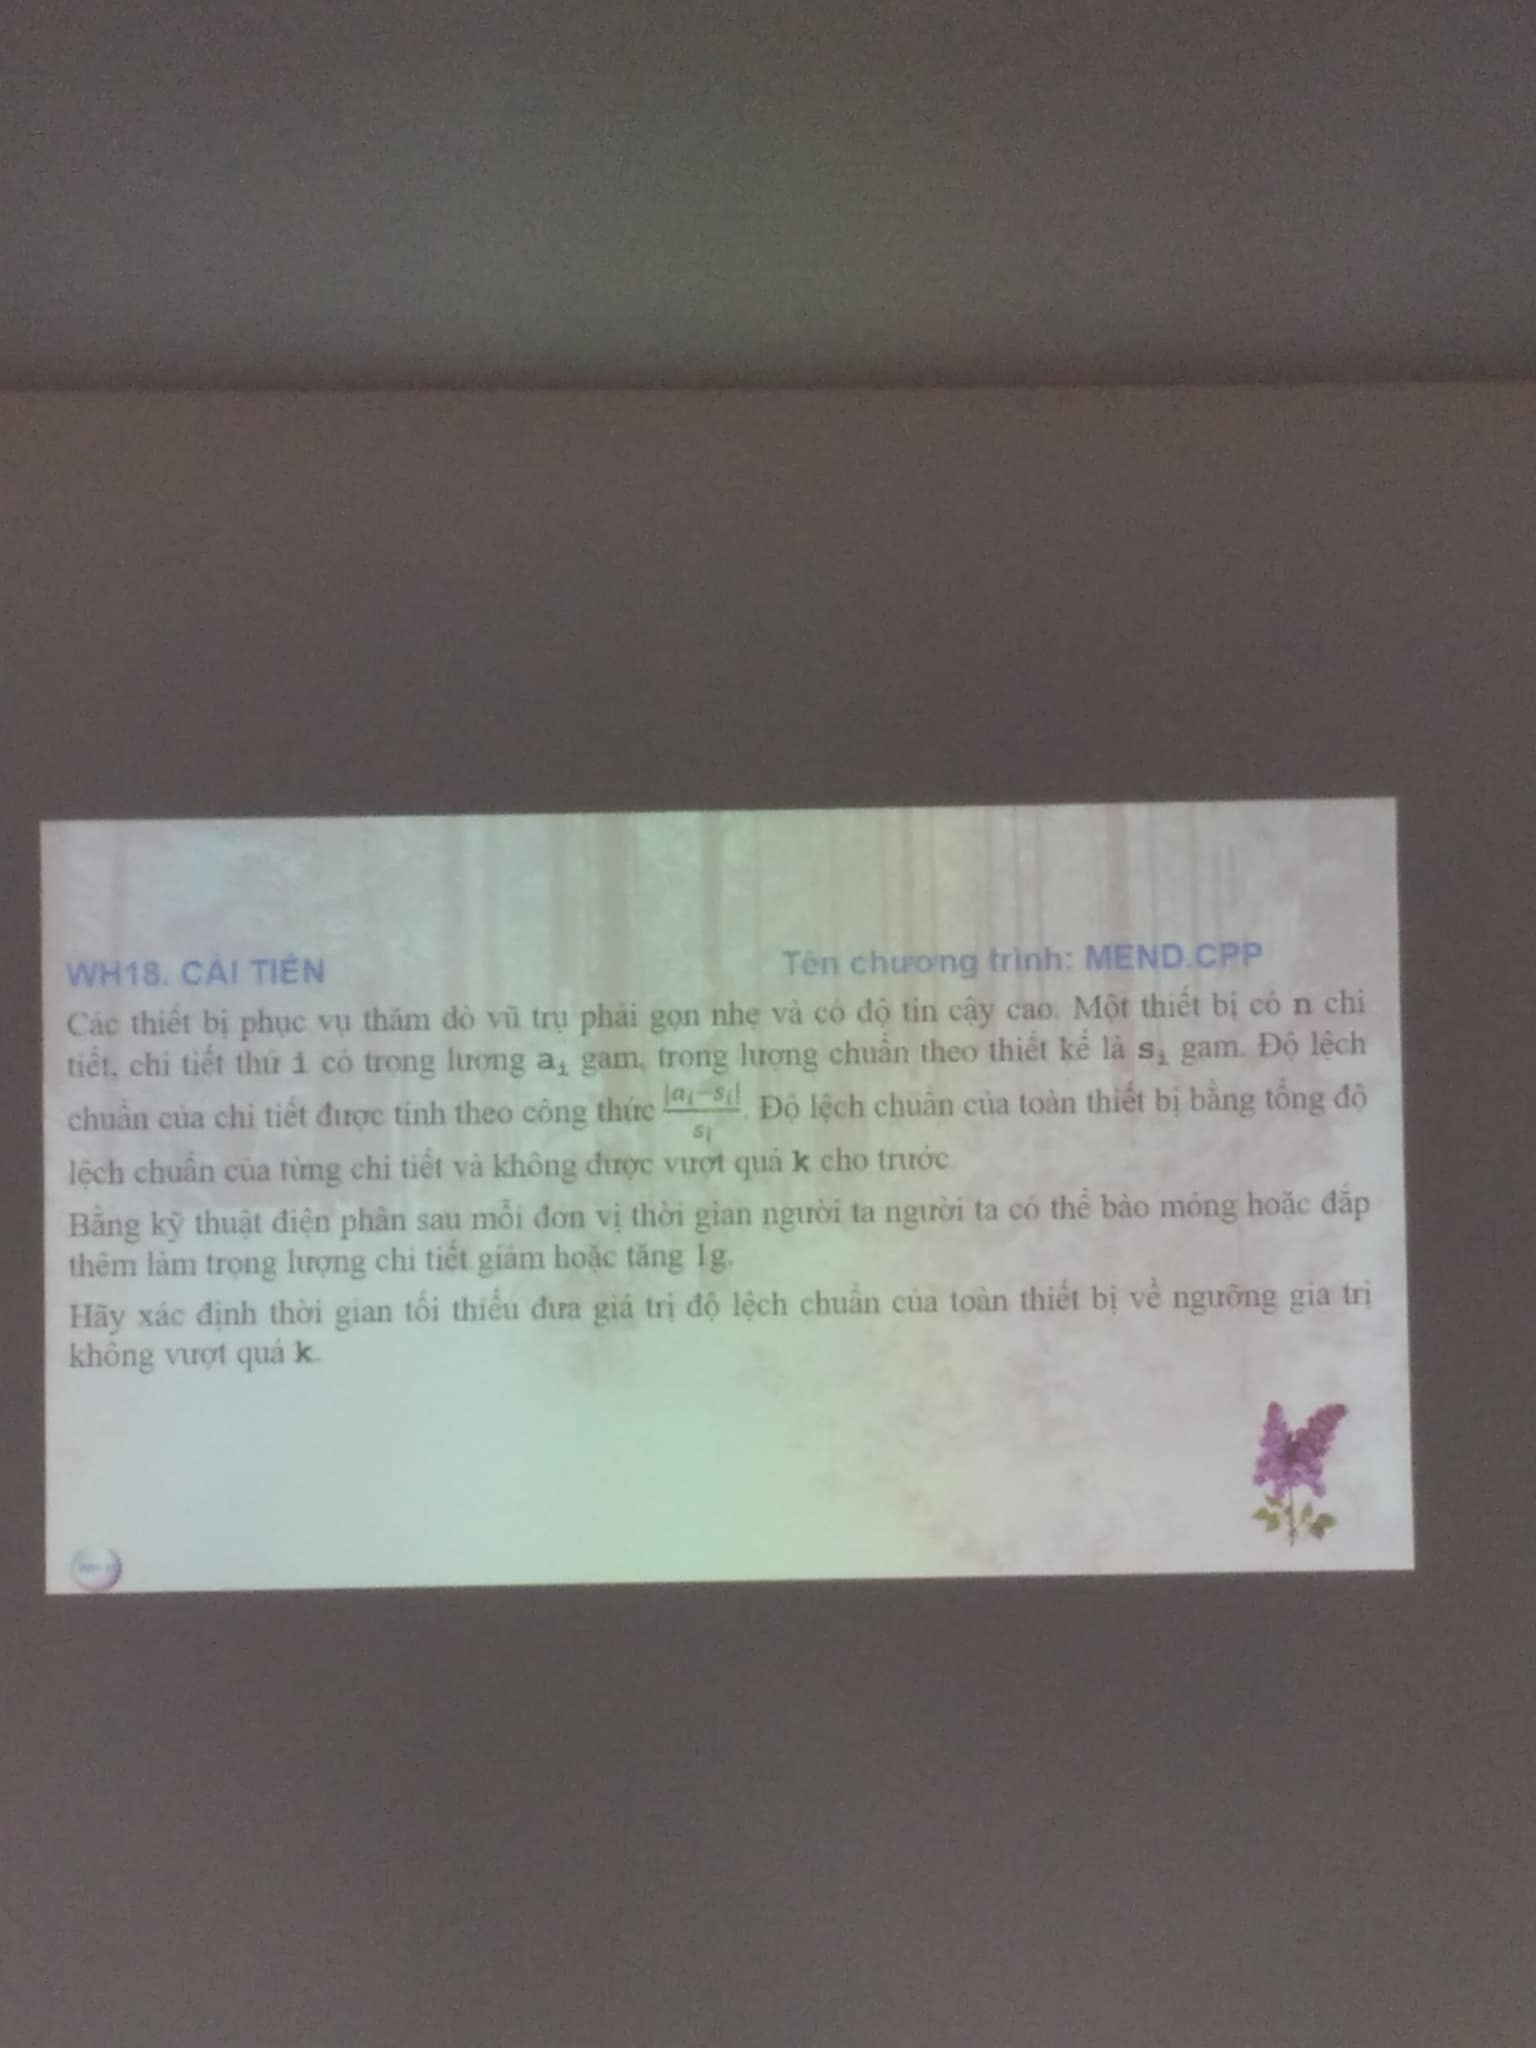 WH18. CẢI TIẾN Tên chương trình: MEND.CPP
Các thiết bị phục vụ thăm dò vũ trụ phải gọn nhẹ và có độ tin cậy cao. Một thiết bị có n chi
tiết, chi tiết thứ i có trọng lượng aᵢ gam, trọng lượng chuẩn theo thiết kế là sᵢ gam. Độ lệch
chuẩn của chi tiết được tính theo công thức |aᵢ−sᵢ|/sᵢ. Độ lệch chuẩn của toàn thiết bị bằng tổng độ
lệch chuẩn của từng chi tiết và không được vượt quá k cho trước.
Bằng kỹ thuật điện phân sau mỗi đơn vị thời gian người ta người ta có thể bào mỏng hoặc đắp
thêm làm trọng lượng chi tiết giảm hoặc tăng 1g.
Hãy xác định thời gian tối thiểu đưa giá trị độ lệch chuẩn của toàn thiết bị về ngưỡng gia trị
không vượt quá k.